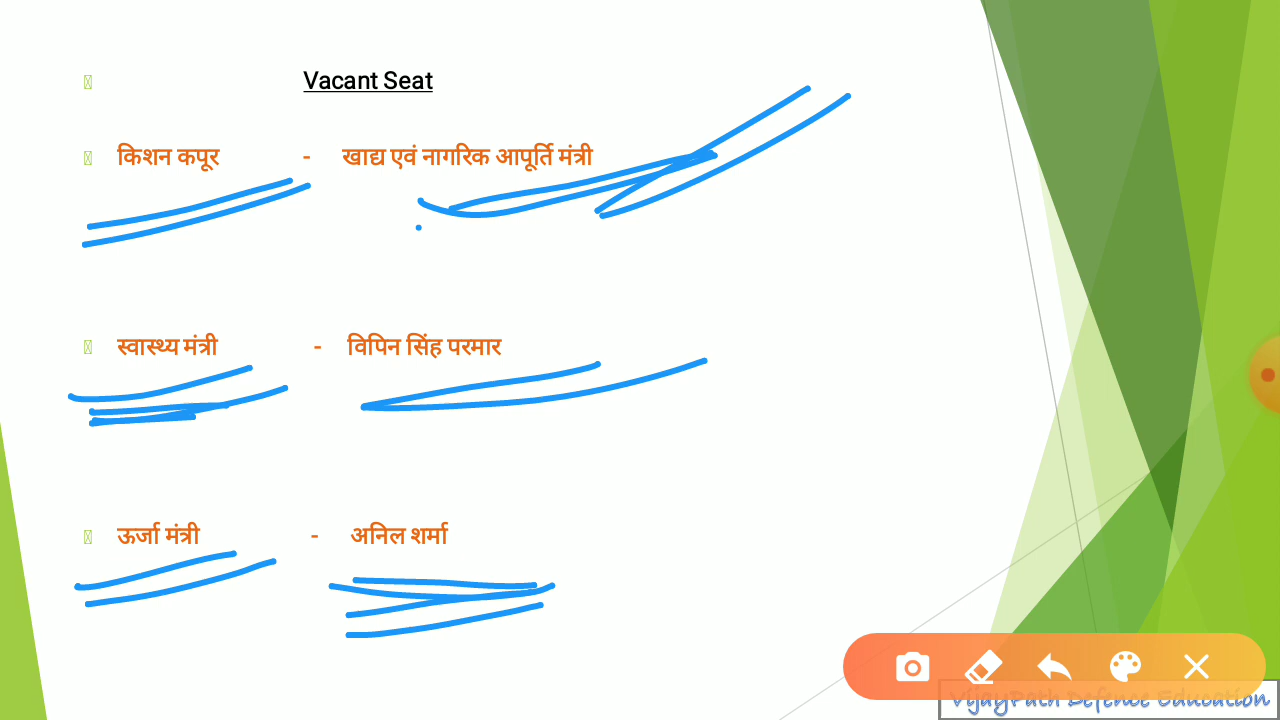 Vacant Seat
किशन कपूर - खाद्य एवं नागरिक आपूर्ति मंत्री
स्वास्थ्य मंत्री - विपिन सिंह परमार
ऊर्जा मंत्री - अनिल शर्मा
VijayPath Defence Education